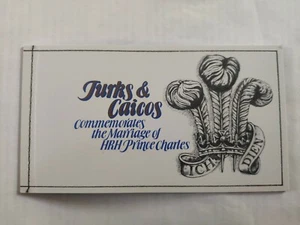 Turks &
Caicos
Commemorates
the Marriage of
HRH Prince Charles
ICH DIEN